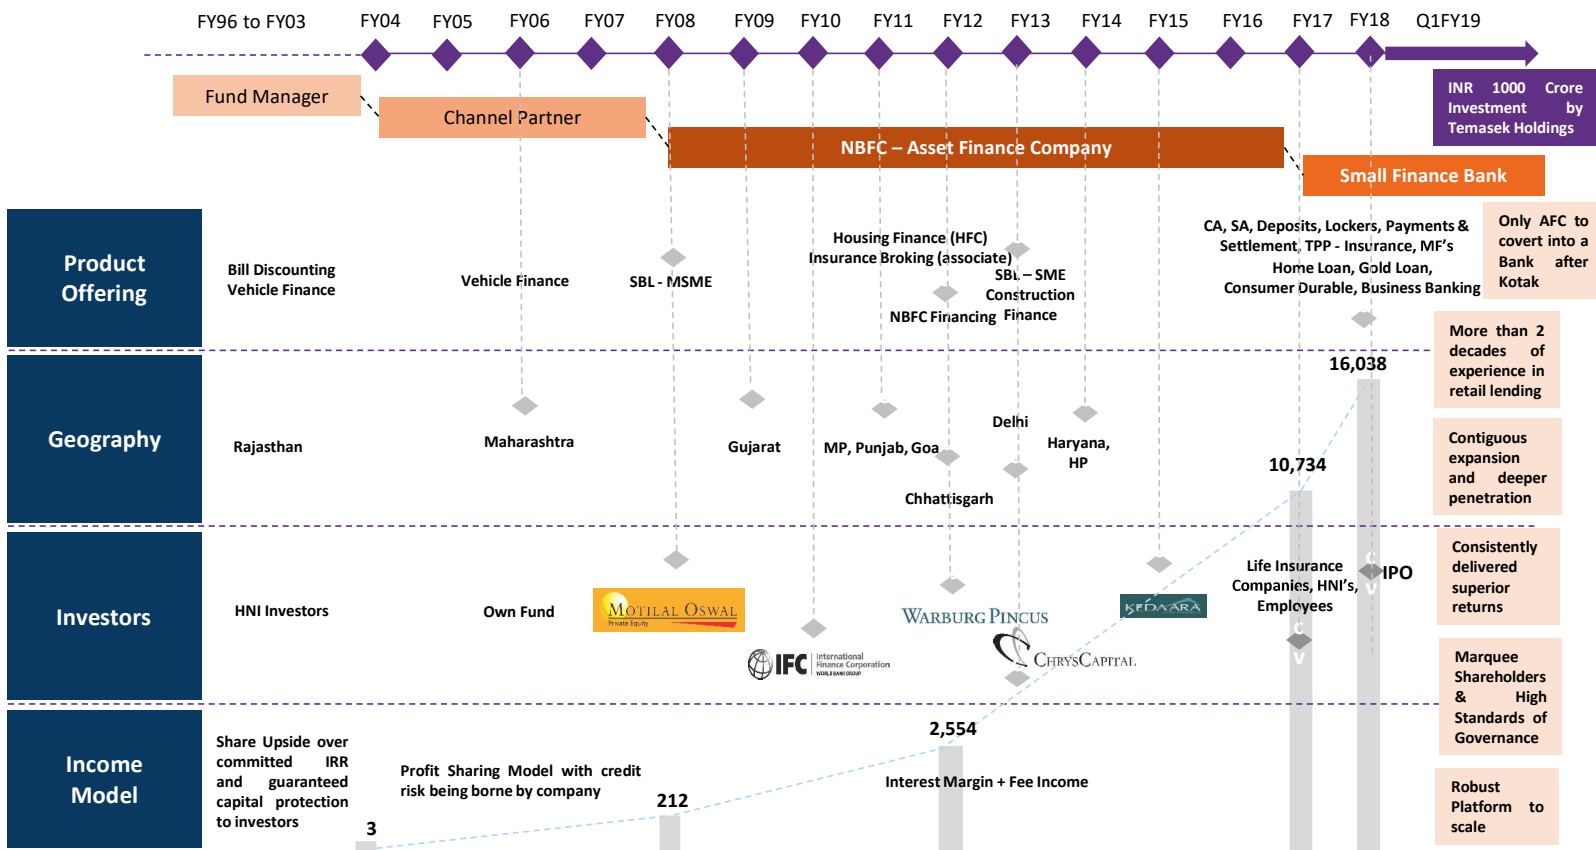 FY96 to FY03
FY04
FY05
FY06
FY07
FY08
FY09
FY10
FY11
FY12
FY13
FY14
FY15
FY16
FY17
FY18
Q1FY19
Fund Manager
Channel Partner
NBFC – Asset Finance Company
Small Finance Bank
INR 1000 Crore
Investment by
Temasek Holdings
Product
Offering
Bill Discounting
Vehicle Finance
Vehicle Finance
SBL - MSME
Housing Finance (HFC)
Insurance Broking (associate)
NBFC Financing
SBL – SME
Construction
Finance
CA, SA, Deposits, Lockers, Payments &
Settlement, TPP - Insurance, MF's
Home Loan, Gold Loan,
Consumer Durable, Business Banking
Only AFC to
covert into a
Bank after
Kotak
More than 2
decades of
experience in
retail lending
Geography
Rajasthan
Maharashtra
Gujarat
MP, Punjab, Goa
Chhattisgarh
Delhi
Haryana,
HP
10,734
16,038
Contiguous
expansion
and deeper
penetration
Investors
HNI Investors
Own Fund
MOTILAL OSWAL
Private Equity
IFC
International
Finance Corporation
WORLD BANK GROUP
WARBURG PINCUS
CHRYSCAPITAL
KEDAARA
Life Insurance
Companies, HNI's,
Employees
C
V
C
V
IPO
Consistently
delivered
superior
returns
Marquee
Shareholders
& High
Standards of
Governance
Income
Model
Share Upside over
committed IRR
and guaranteed
capital protection
to investors
3
Profit Sharing Model with credit
risk being borne by company
212
2,554
Interest Margin + Fee Income
Robust
Platform to
scale